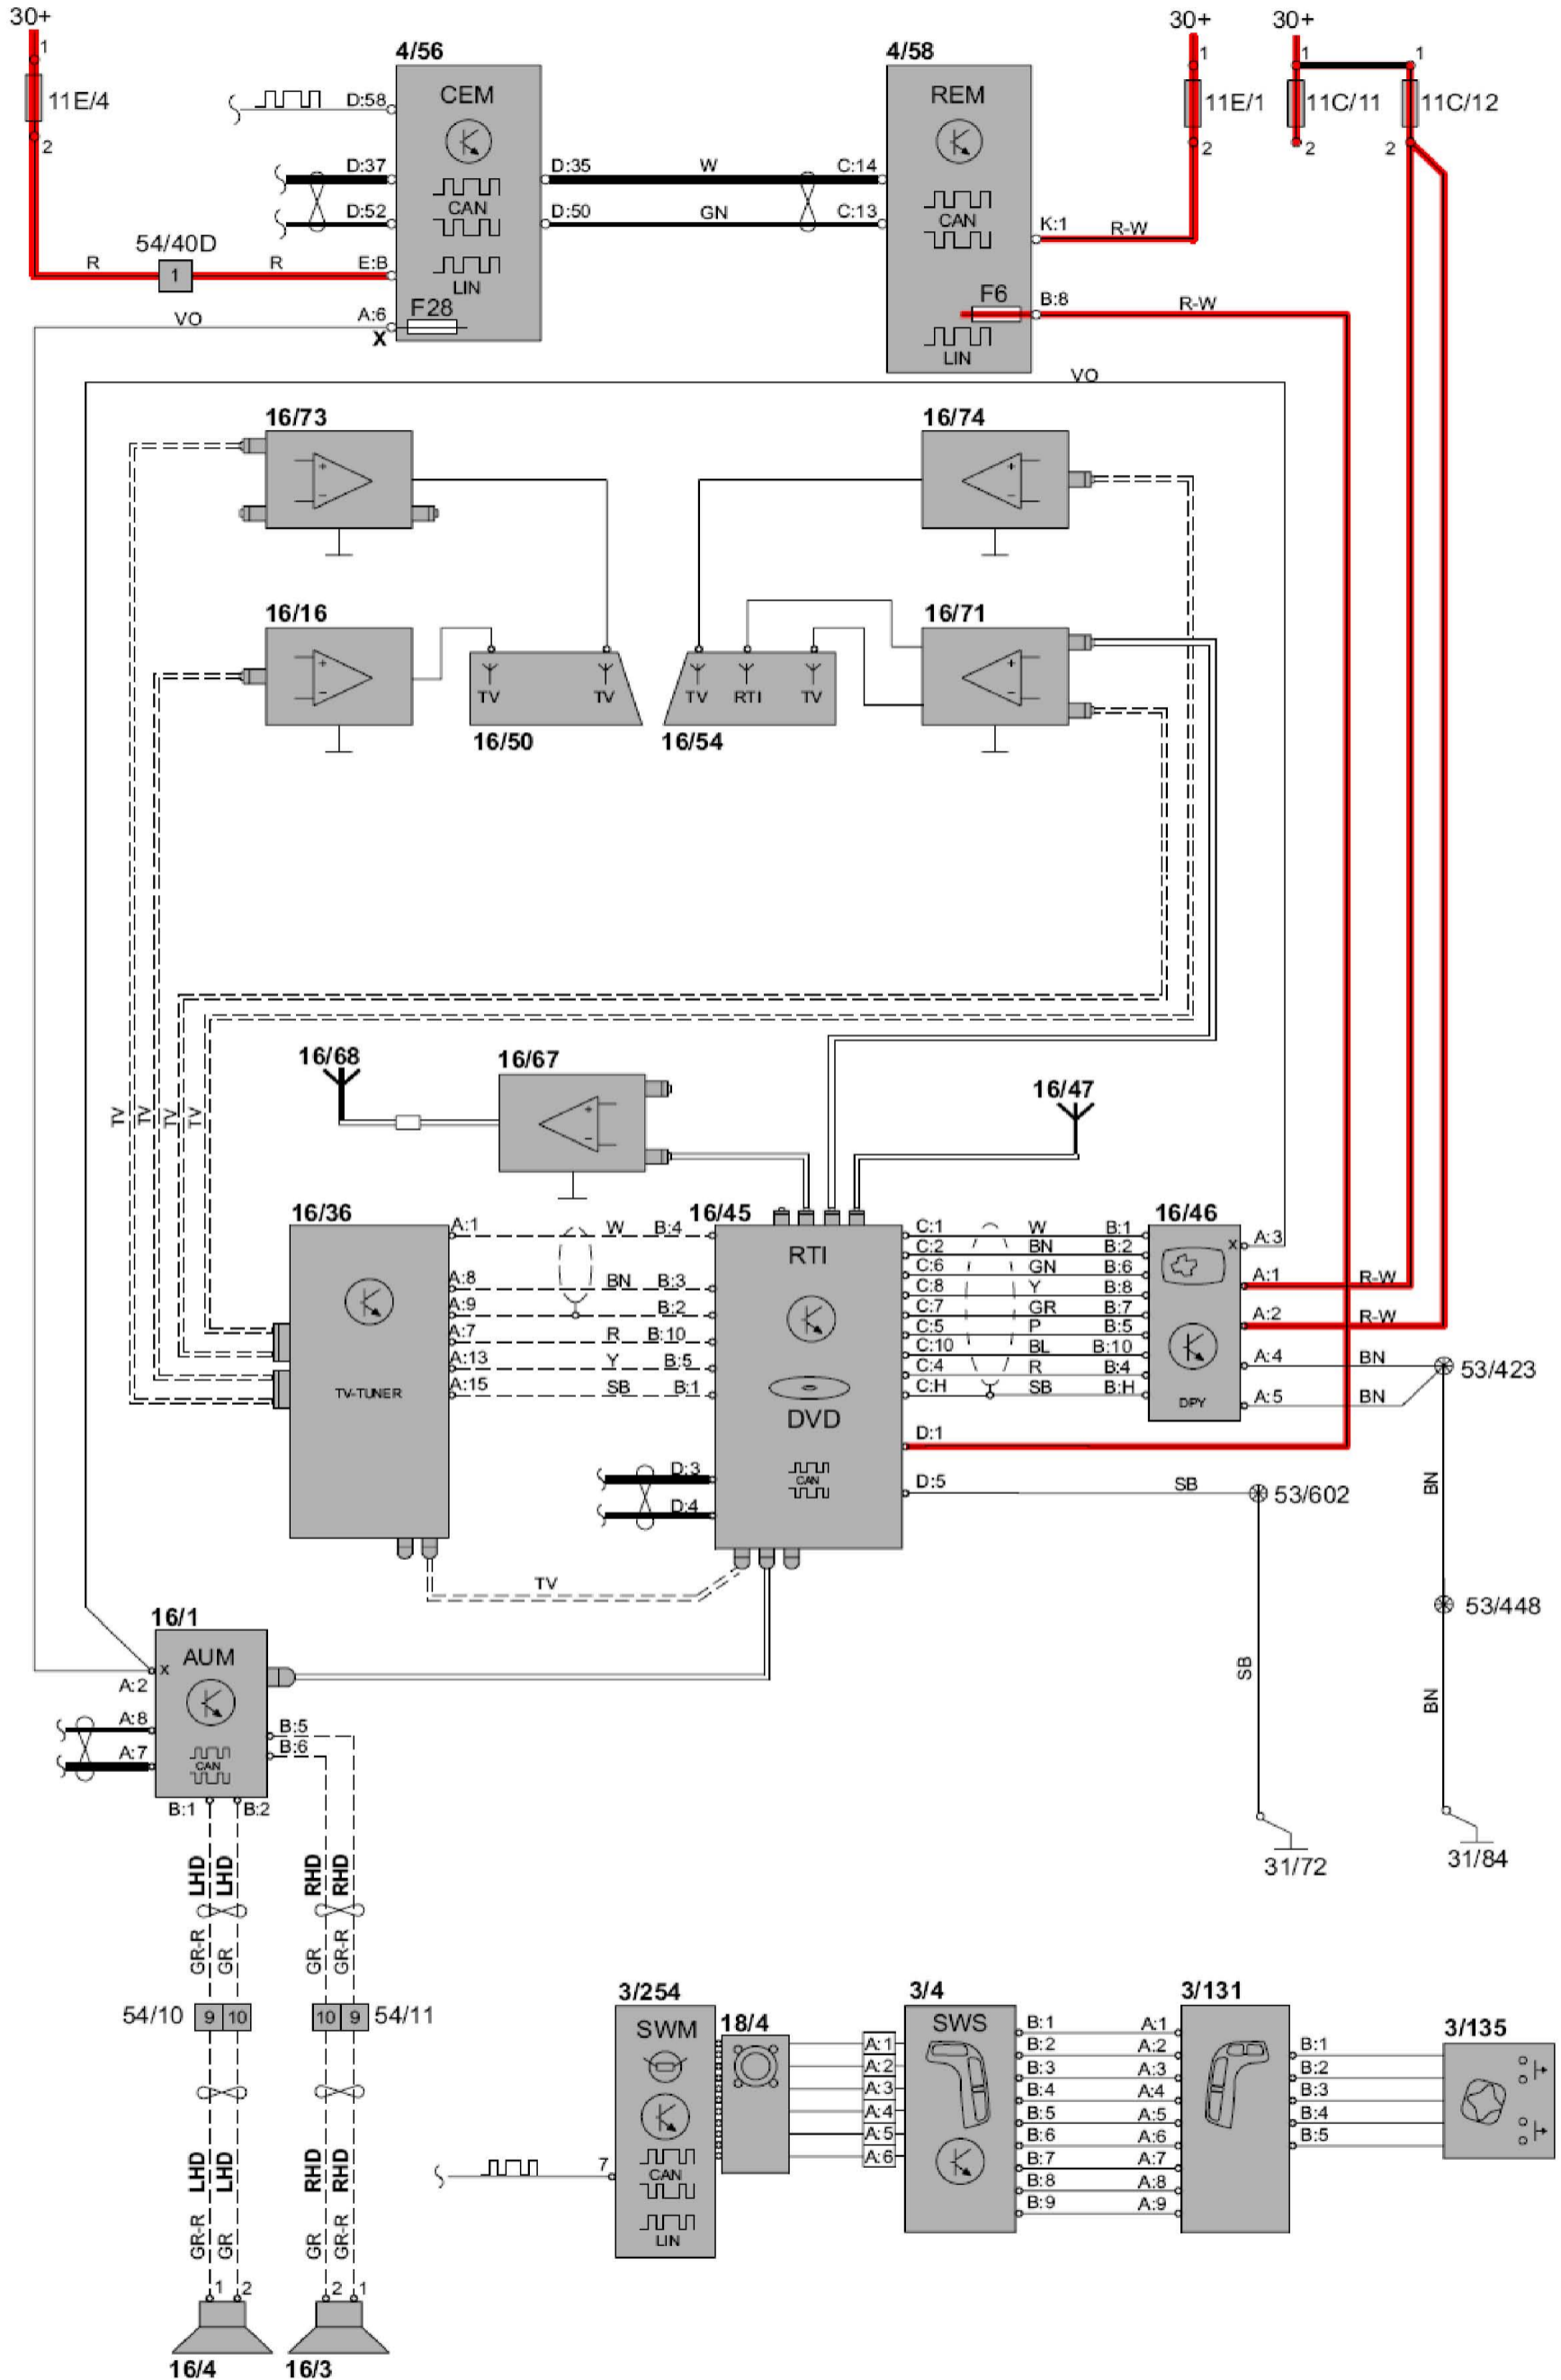 30+
30+
30+
1
4/56
4/58
1
1
1
11E/4
D:58
CEM
REM
11E/1
11C/11
11C/12
2
2
2
2
D:37
D:35
W
C:14
CAN
CAN
D:52
D:50
GN
C:13
K:1
R-W
54/40D
R
1
R
E:B
LIN
A:6
F28
F6
B:8
R-W
VO
X
LIN
VO
16/73
16/74
+
–
+
–
16/16
16/71
+
–
+
–
TV
TV
TV
RTI
TV
16/50
16/54
TV
TV
TV
TV
16/68
16/67
16/47
+
–
16/36
16/45
16/46
A:1
W
B:4
RTI
C:1
W
B:1
X
A:3
C:2
BN
B:2
C:6
GN
B:6
A:8
BN
B:3
C:8
Y
B:8
A:1
R-W
A:9
B:2
C:7
GR
B:7
A:2
R-W
A:7
R
B:10
C:5
P
B:5
C:10
BL
B:10
A:13
Y
B:5
C:4
R
B:4
A:4
BN
53/423
A:15
SB
B:1
C:H
SB
B:H
A:5
BN
TV-TUNER
DVD
DPY
D:1
D:3
CAN
D:5
SB
53/602
BN
D:4
TV
53/448
16/1
AUM
X
A:2
SB
BN
A:8
B:5
B:6
A:7
CAN
B:1
B:2
31/72
31/84
LHD
LHD
RHD
RHD
GR-R
GR
GR
GR-R
54/10
9
10
10
9
54/11
3/254
18/4
3/4
3/131
3/135
SWM
SWS
A:1
A:2
A:3
A:4
A:5
A:6
B:1
A:1
B:2
A:2
B:3
A:3
B:4
A:4
B:5
A:5
B:6
A:6
B:7
A:7
B:8
A:8
B:9
A:9
B:1
B:2
B:3
B:4
B:5
7
CAN
LIN
LHD
LHD
RHD
RHD
GR-R
GR
GR
GR-R
1
2
2
1
16/4
16/3